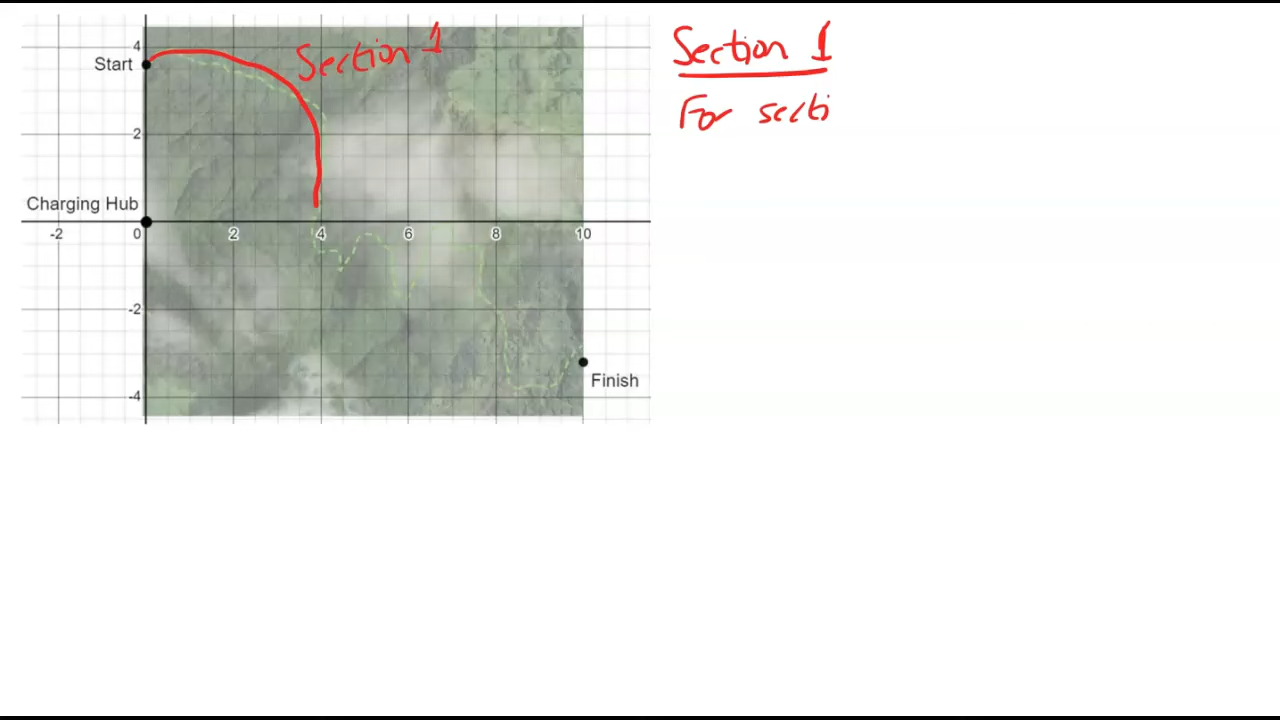 Section 1
For secti
Section 1
4
Start
2
Charging Hub
-2 0 2 4 6 8 10
-2
Finish
-4